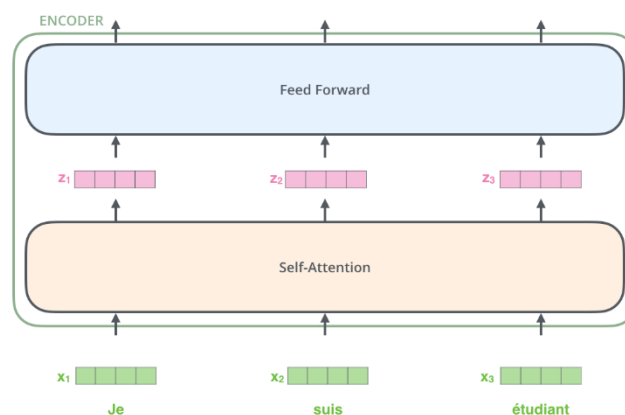 ENCODER
Feed Forward
z₁ z₂ z₃
Self-Attention
x₁ x₂ x₃
Je suis étudiant